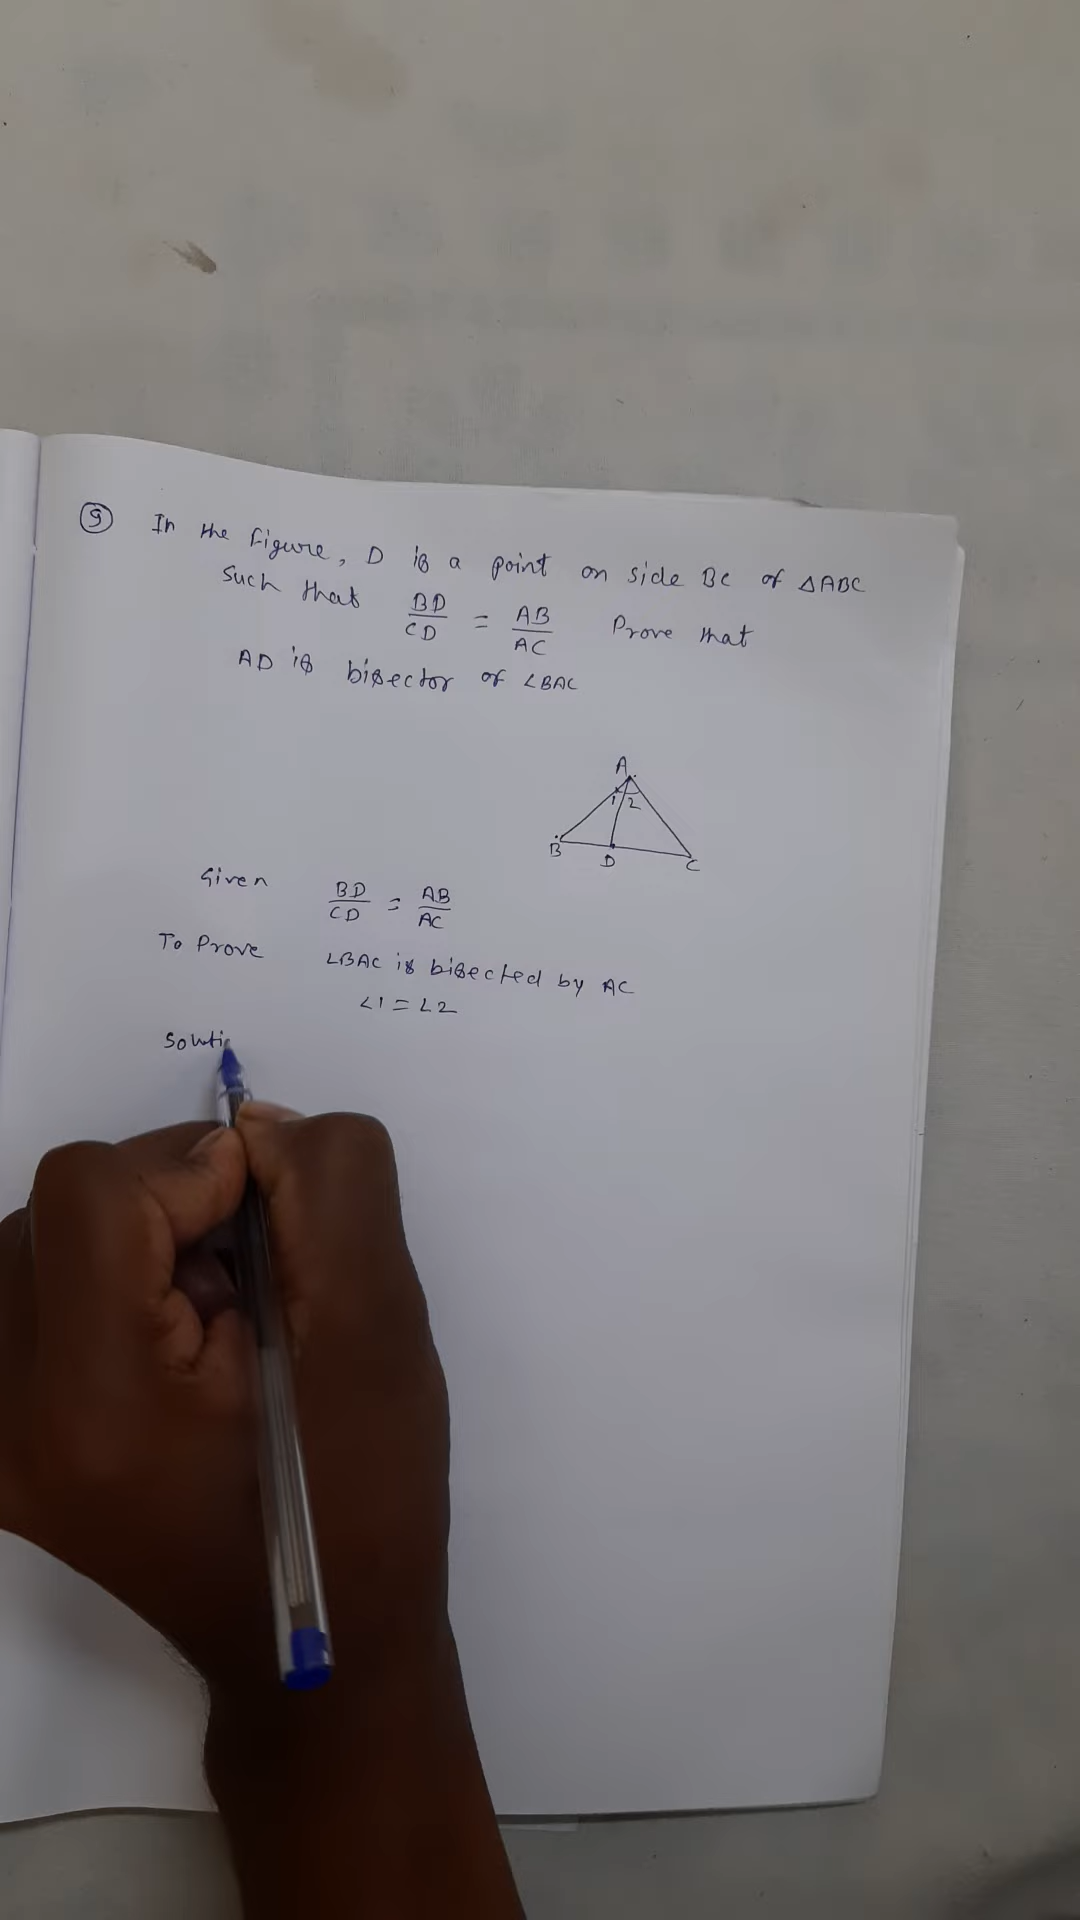 9 In the figure, D is a point on side BC of △ABC
such that BD/CD = AB/AC Prove that
AD is bisector of ∠BAC
A
1 2
B D C
Given BD/CD = AB/AC
To Prove ∠BAC is bisected by AC
∠1 = ∠2
Soluti